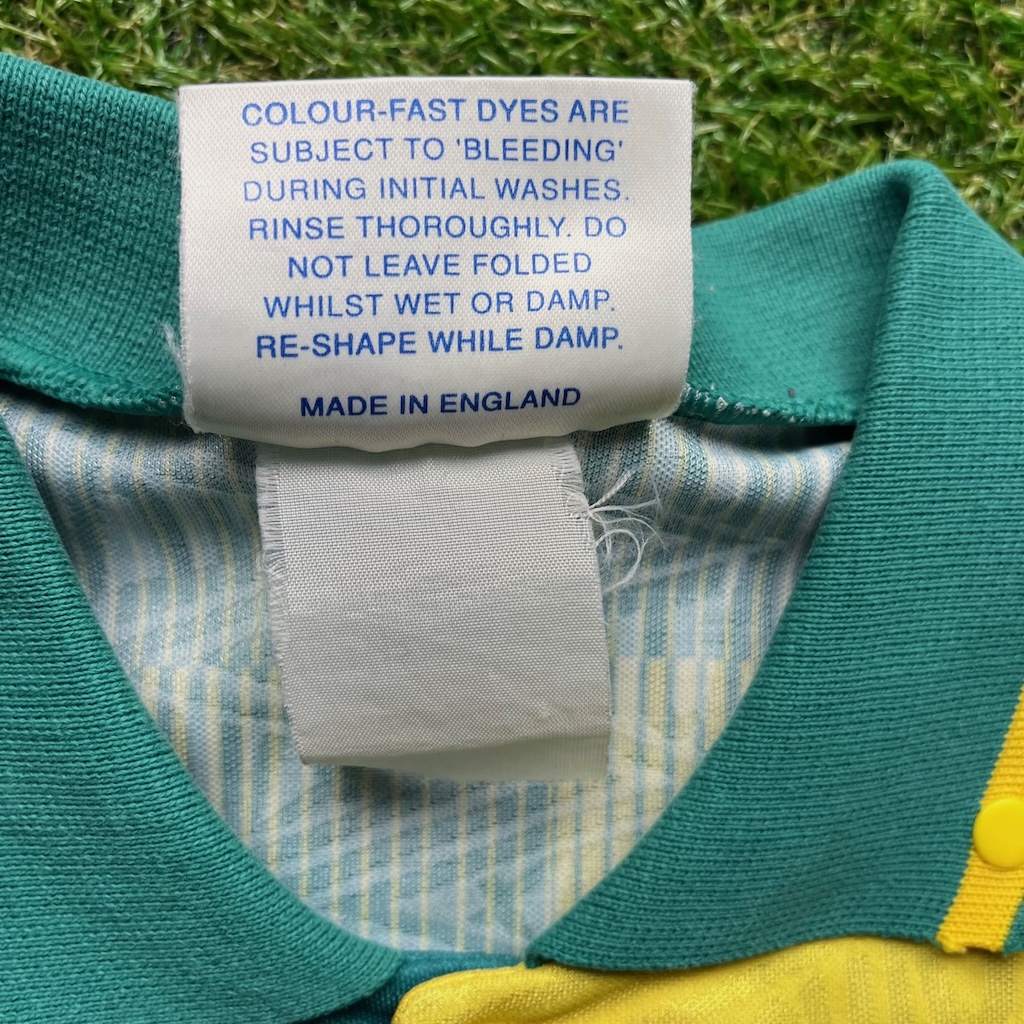 COLOUR-FAST DYES ARE
SUBJECT TO 'BLEEDING'
DURING INITIAL WASHES.
RINSE THOROUGHLY. DO
NOT LEAVE FOLDED
WHILST WET OR DAMP.
RE-SHAPE WHILE DAMP.
MADE IN ENGLAND